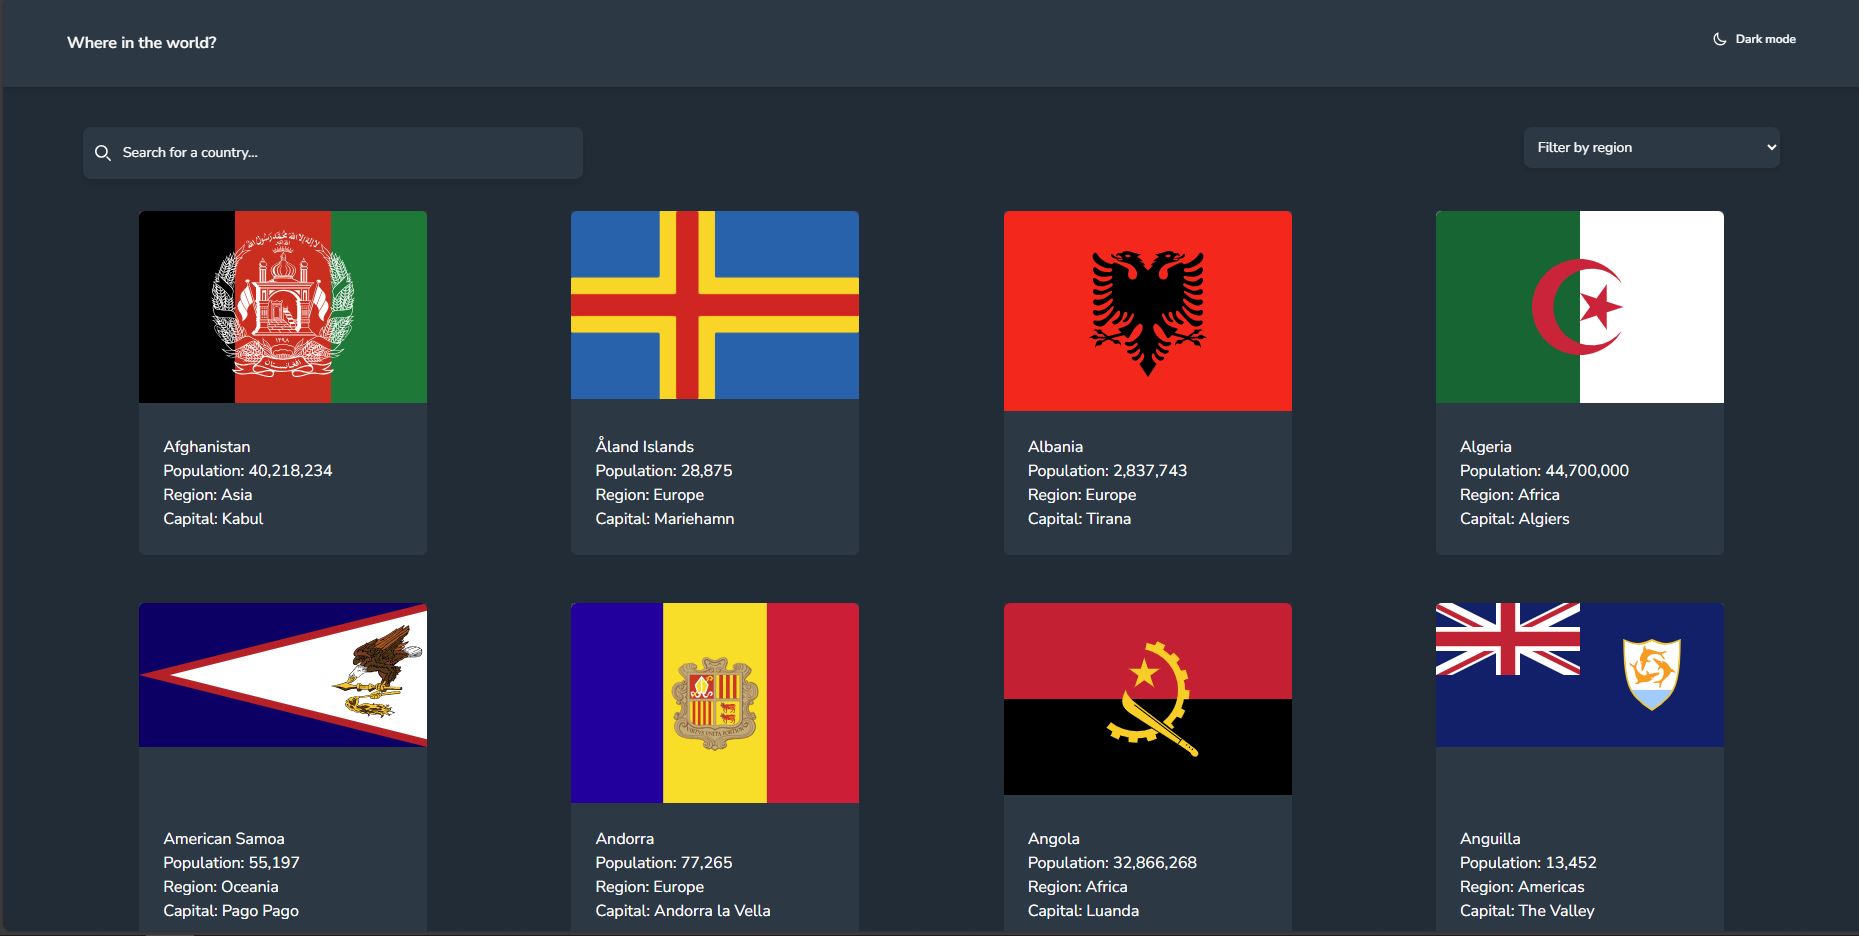 Where in the world?
Dark mode
Search for a country...
Filter by region
Afghanistan
Population: 40,218,234
Region: Asia
Capital: Kabul
Åland Islands
Population: 28,875
Region: Europe
Capital: Mariehamn
Albania
Population: 2,837,743
Region: Europe
Capital: Tirana
Algeria
Population: 44,700,000
Region: Africa
Capital: Algiers
American Samoa
Population: 55,197
Region: Oceania
Capital: Pago Pago
Andorra
Population: 77,265
Region: Europe
Capital: Andorra la Vella
Angola
Population: 32,866,268
Region: Africa
Capital: Luanda
Anguilla
Population: 13,452
Region: Americas
Capital: The Valley